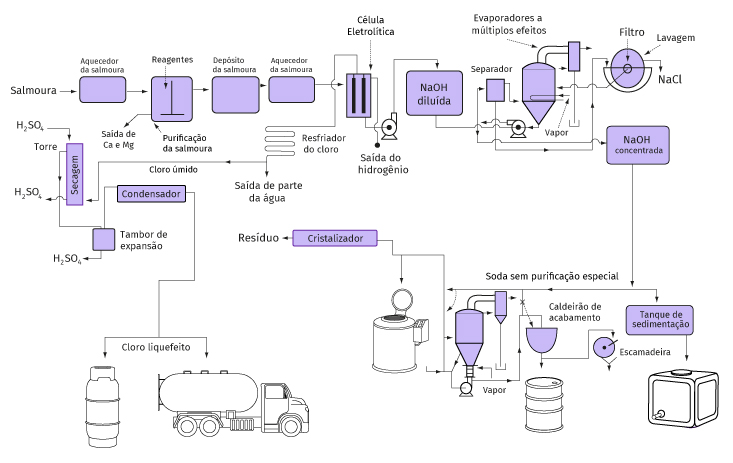 Célula
Eletrolítica
Evaporadores a
múltiplos efeitos
Filtro
Lavagem
Aquecedor
da salmoura
Reagentes
Depósito
da salmoura
Aquecedor
da salmoura
Salmoura
NaOH
diluída
Separador
NaCl
Vapor
H₂SO₄
Saída de
Ca e Mg
Purificação
da salmoura
Resfriador
do cloro
Saída do
hidrogênio
NaOH
concentrada
Torre
Secagem
Cloro úmido
Saída de parte
da água
H₂SO₄
Condensador
Tambor de
expansão
H₂SO₄
Resíduo
Cristalizador
Soda sem purificação especial
Caldeirão de
acabamento
Tanque de
sedimentação
Escamadeira
Cloro liquefeito
Vapor